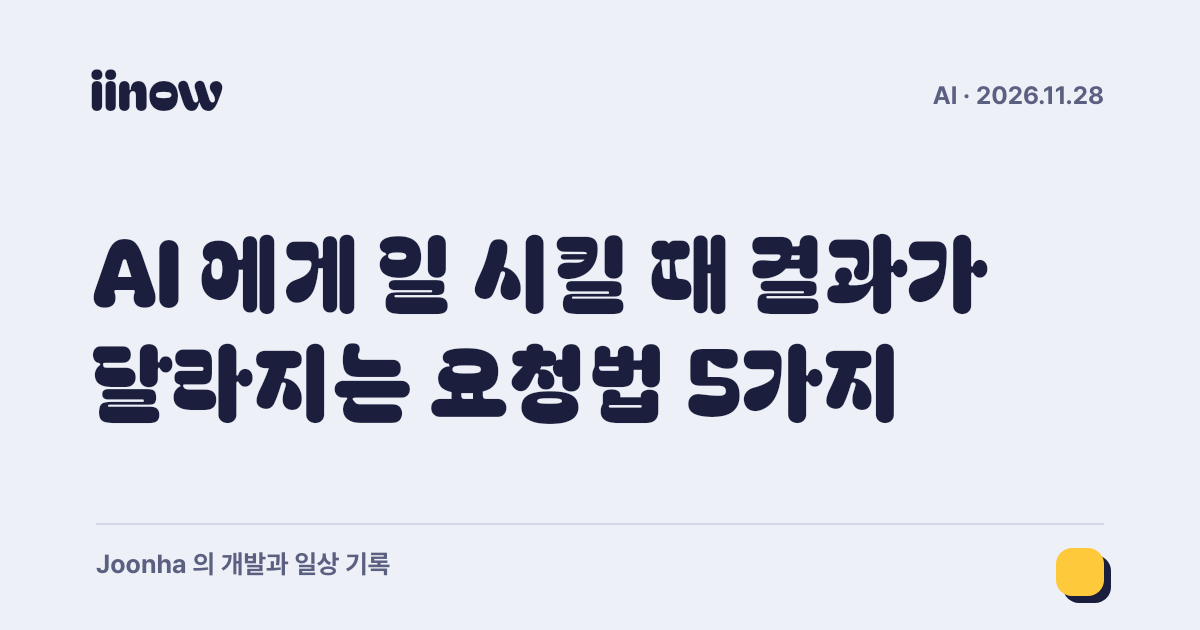 iinow
AI · 2026.11.28
AI 에게 일 시킬 때 결과가
달라지는 요청법 5가지
Joonha 의 개발과 일상 기록